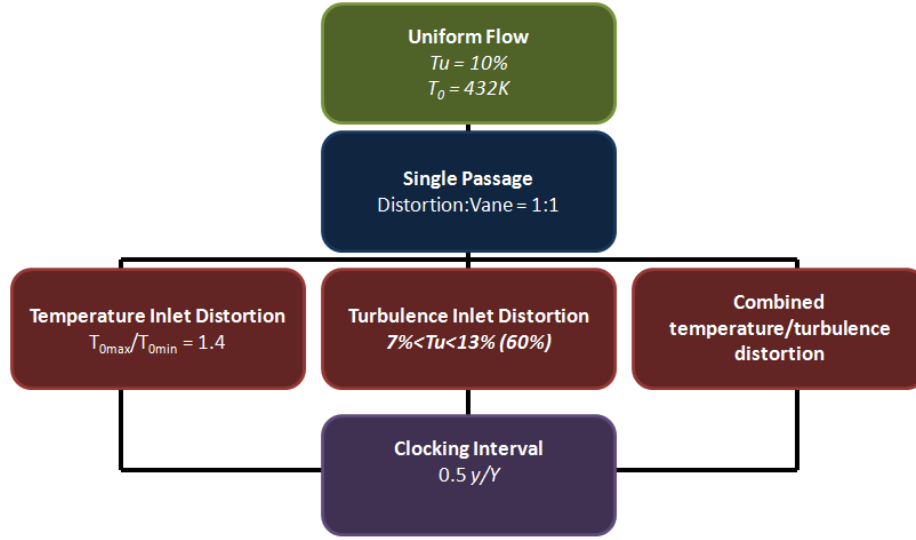 Uniform Flow
Tu = 10%
T₀ = 432K
Single Passage
Distortion:Vane = 1:1
Temperature Inlet Distortion
T₀ₘₐₓ/T₀ₘᵢₙ = 1.4
Turbulence Inlet Distortion
7%<Tu<13% (60%)
Combined
temperature/turbulence
distortion
Clocking Interval
0.5 y/Y